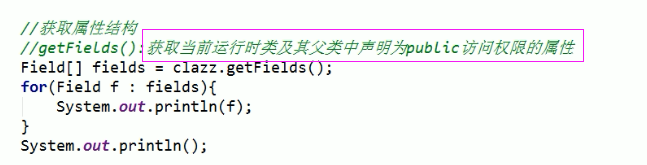 //获取属性结构
//getFields():获取当前运行时类及其父类中声明为public访问权限的属性
Field[] fields = clazz.getFields();
for(Field f : fields){
    System.out.println(f);
}
System.out.println();